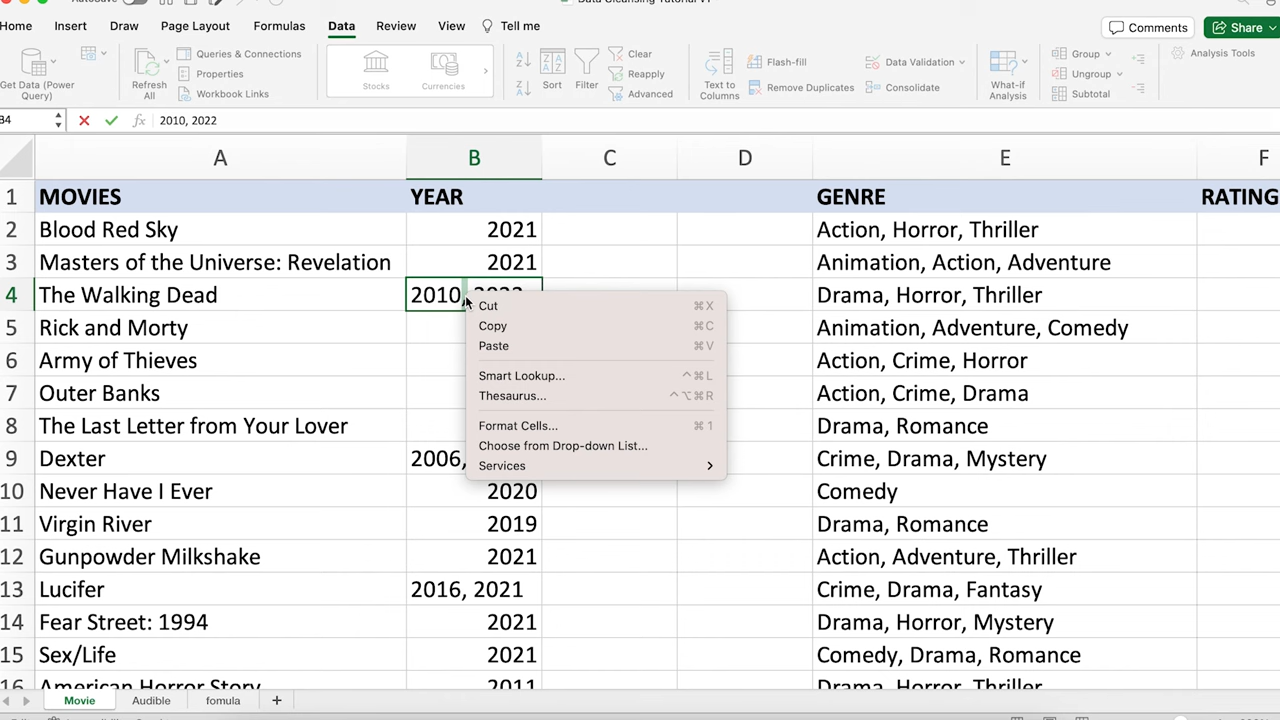 Home Insert Draw Page Layout Formulas Data Review View Tell me
Comments Share
Get Data (Power Query)
Refresh All
Queries & Connections
Properties
Workbook Links
Stocks
Currencies
Sort
Filter
Clear
Reapply
Advanced
Text to Columns
Flash-fill
Remove Duplicates
Data Validation
Consolidate
What-if Analysis
Group
Ungroup
Subtotal
Analysis Tools
B4 fx 2010, 2022
A B C D E F
1 MOVIES YEAR GENRE RATING
2 Blood Red Sky 2021 Action, Horror, Thriller
3 Masters of the Universe: Revelation 2021 Animation, Action, Adventure
4 The Walking Dead 2010, 2022 Drama, Horror, Thriller
5 Rick and Morty Animation, Adventure, Comedy
6 Army of Thieves Action, Crime, Horror
7 Outer Banks Action, Crime, Drama
8 The Last Letter from Your Lover Drama, Romance
9 Dexter 2006, Crime, Drama, Mystery
10 Never Have I Ever 2020 Comedy
11 Virgin River 2019 Drama, Romance
12 Gunpowder Milkshake 2021 Action, Adventure, Thriller
13 Lucifer 2016, 2021 Crime, Drama, Fantasy
14 Fear Street: 1994 2021 Drama, Horror, Mystery
15 Sex/Life 2021 Comedy, Drama, Romance
16 American Horror Story 2011 Drama, Horror, Thriller
Cut ⌘X
Copy ⌘C
Paste ⌘V
Smart Lookup... ^⌘L
Thesaurus... ^⌥⌘R
Format Cells... ⌘1
Choose from Drop-down List...
Services
Movie Audible fomula +